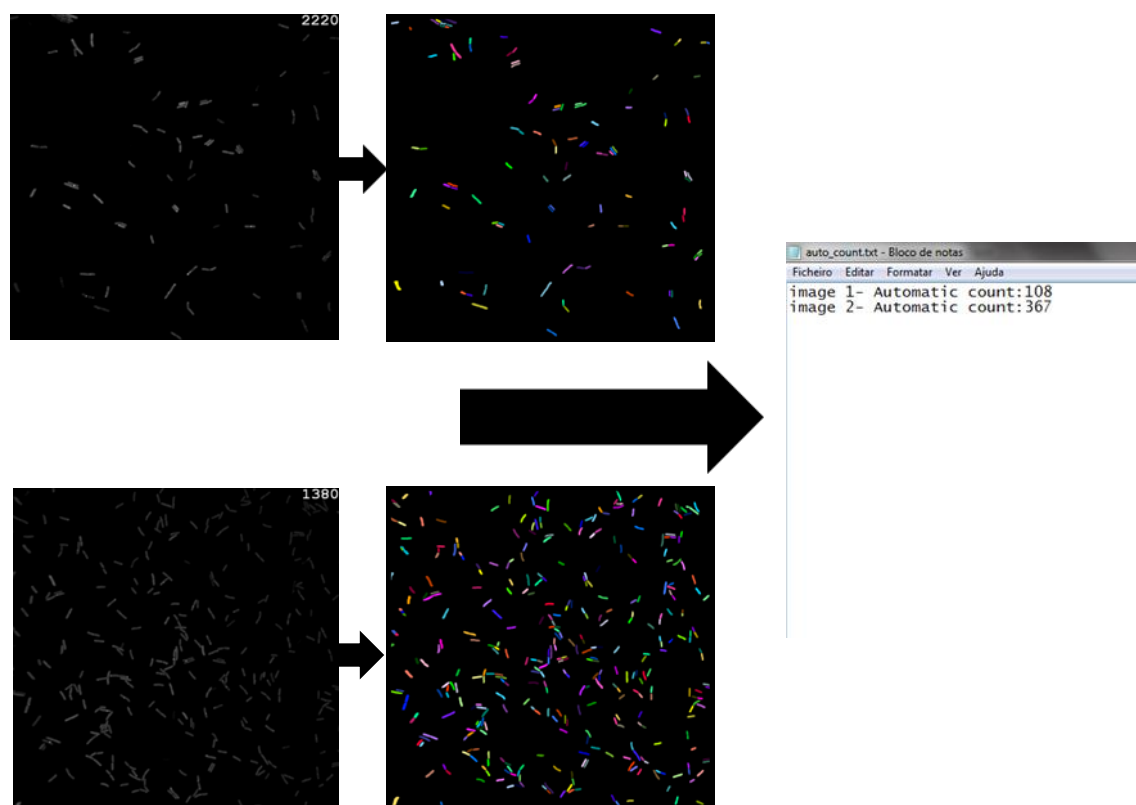 2220
auto_count.txt - Bloco de notas
Ficheiro Editar Formatar Ver Ajuda
image 1- Automatic count:108
image 2- Automatic count:367
1380